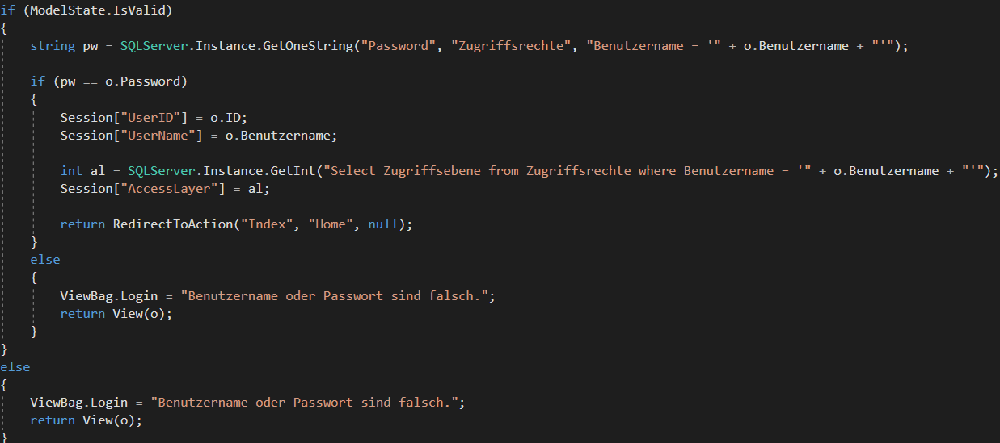 if (ModelState.IsValid)
{
string pw = SQLServer.Instance.GetOneString("Password", "Zugriffsrechte", "Benutzername = '" + o.Benutzername + "'");
if (pw == o.Password)
{
Session["UserID"] = o.ID;
Session["UserName"] = o.Benutzername;
int al = SQLServer.Instance.GetInt("Select Zugriffsebene from Zugriffsrechte where Benutzername = '" + o.Benutzername + "'");
Session["AccessLayer"] = al;
return RedirectToAction("Index", "Home", null);
}
else
{
ViewBag.Login = "Benutzername oder Passwort sind falsch.";
return View(o);
}
}
else
{
ViewBag.Login = "Benutzername oder Passwort sind falsch.";
return View(o);
}